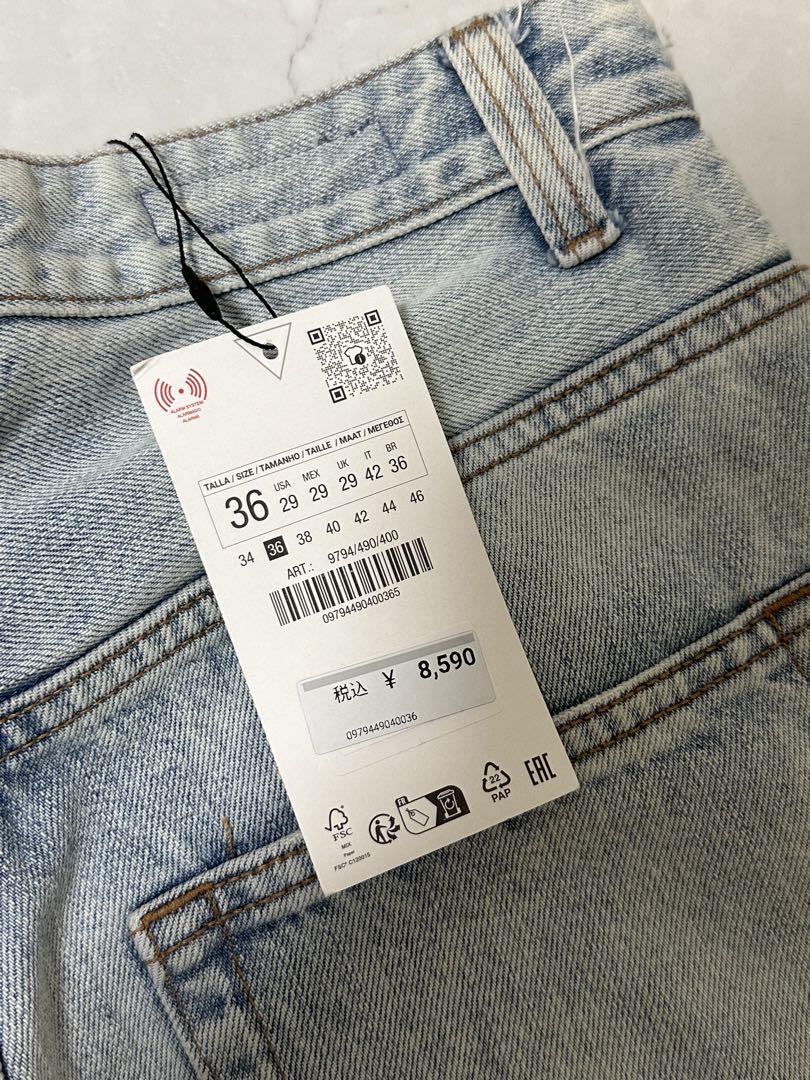 ALARM SYSTEM
ALARMADO
ALARME
TALLA / SIZE / TAMANHO / TAILLE / MAAT / ΜΕΓΕΘΟΣ
36 USA 29 MEX 29 UK 29 IT 42 BR 36
34 36 38 40 42 44 46
ART.: 9794/490/400
09794490400365
税込 ¥ 8,590
0979449040036
FSC
MIX
Paper
FSC® C120015
FR
22
PAP
EAC